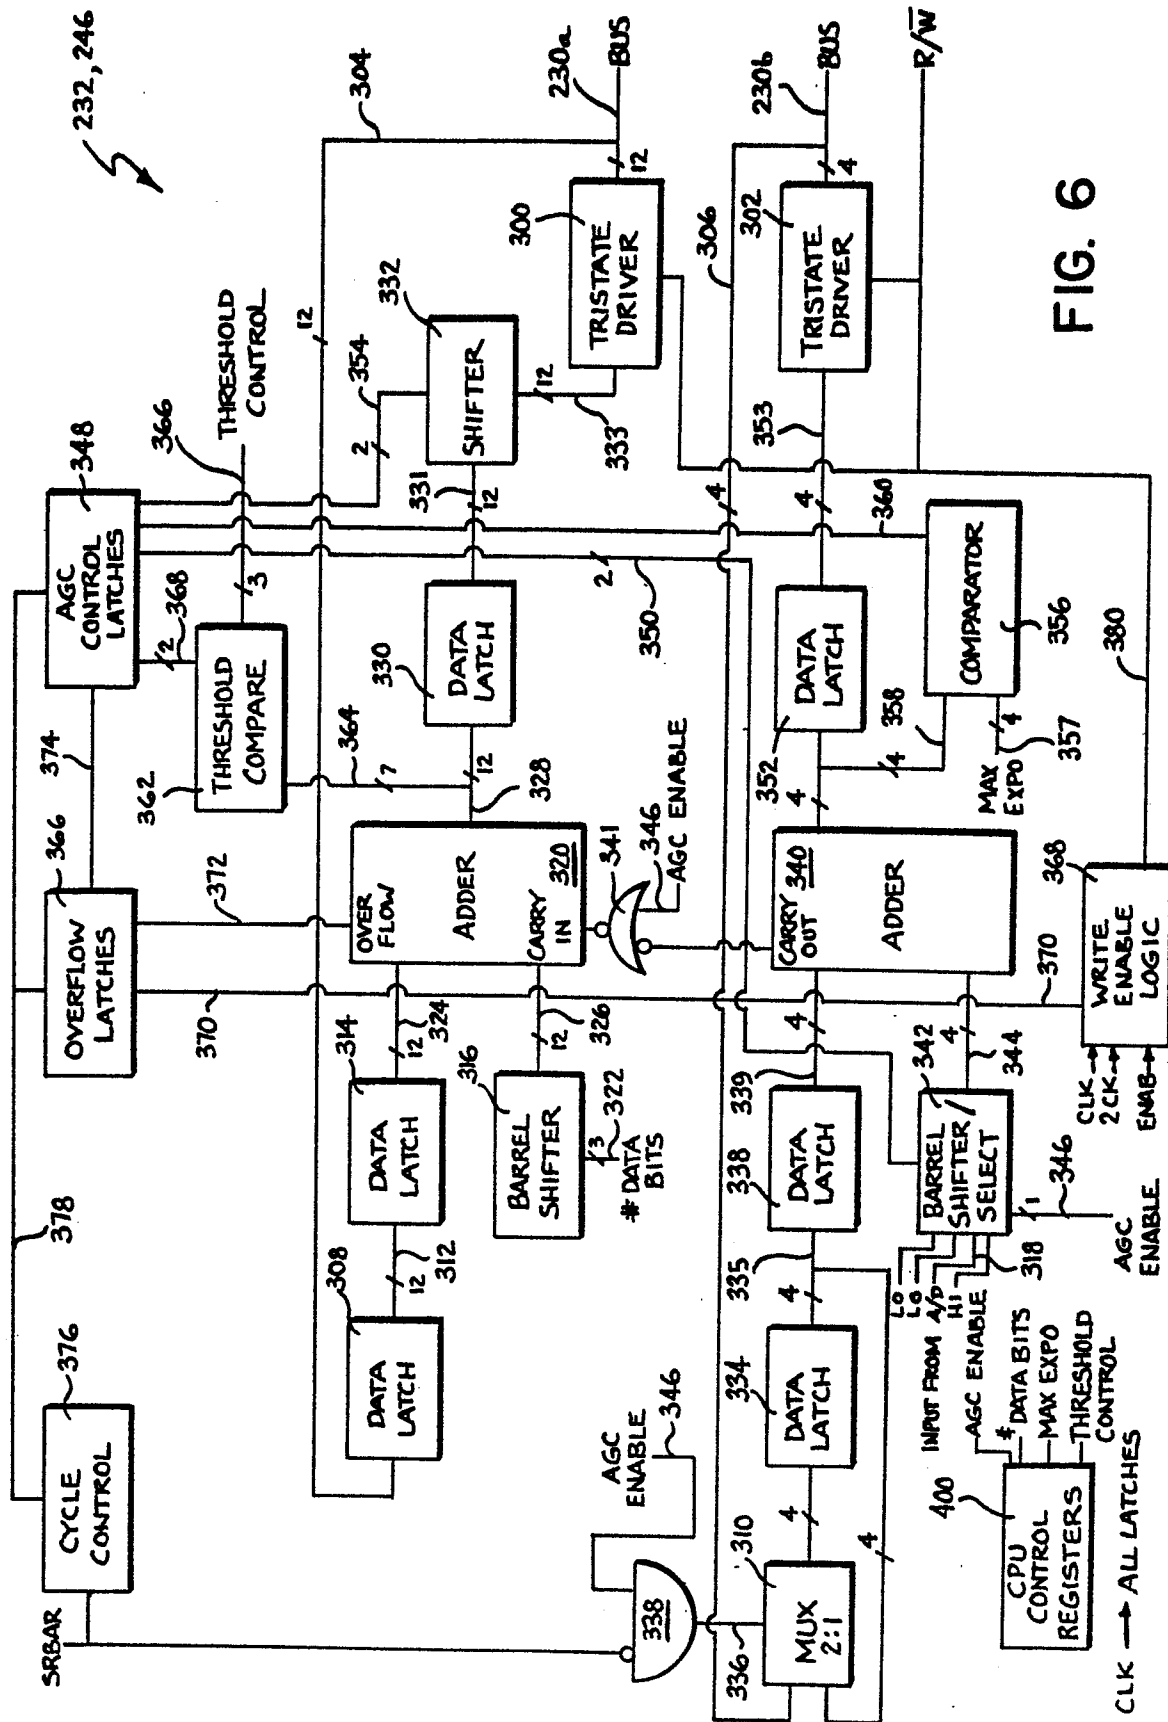 232, 246
SRBAR
CYCLE
CONTROL
376
378
OVERFLOW
LATCHES
366
374
370
372
AGC
CONTROL
LATCHES
348
2
368
THRESHOLD
COMPARE
362
3
366
THRESHOLD
CONTROL
364
7
12
304
DATA
LATCH
308
12
312
DATA
LATCH
314
12
324
BARREL
SHIFTER
316
12
326
3
322
# DATA
BITS
OVER
FLOW
ADDER
320
CARRY
IN
12
328
DATA
LATCH
330
12
331
SHIFTER
332
2
354
12
333
TRISTATE
DRIVER
300
12
230a
BUS
341
346
AGC ENABLE
AGC
ENABLE
346
338
336
MUX
2:1
310
4
DATA
LATCH
334
4
335
4
DATA
LATCH
338
4
339
CARRY
OUT
340
ADDER
4
DATA
LATCH
352
4
353
TRISTATE
DRIVER
302
4
230b
BUS
306
4
2
350
4
358
COMPARATOR
356
4
357
MAX
EXPO
360
BARREL
SHIFTER/
SELECT
342
4
344
LO
LO
INPUT FROM A/D
HI
318
1
346
AGC
ENABLE
CPU
CONTROL
REGISTERS
400
AGC ENABLE
# DATA BITS
MAX EXPO
THRESHOLD
CONTROL
CLK
2CK
ENAB
WRITE
ENABLE
LOGIC
368
370
380
R/W̅
CLK → ALL LATCHES
FIG. 6